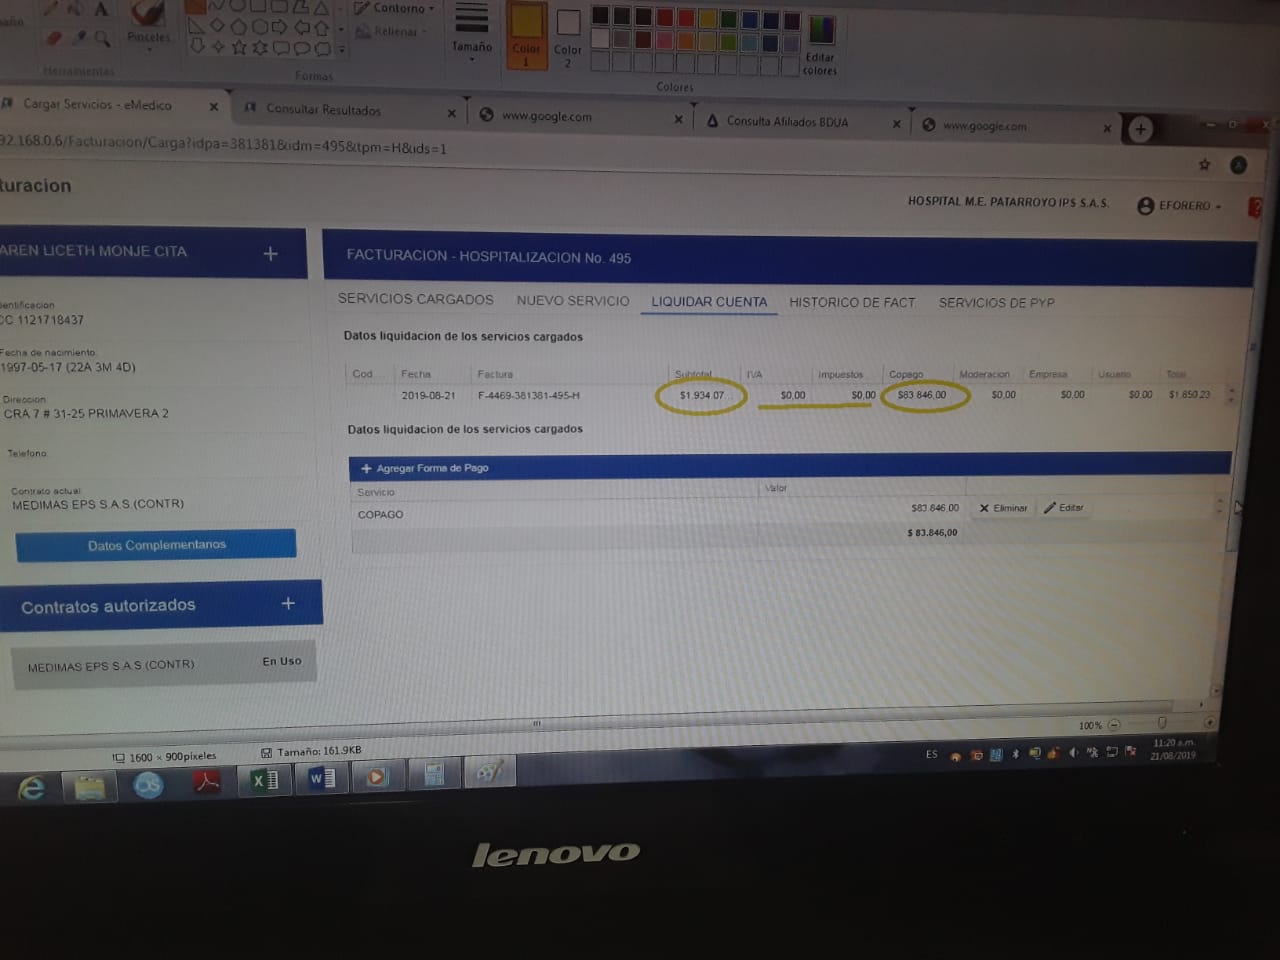 Contorno
Rellenar
Pinceles
Tamaño
Color
1
Color
2
Editar
colores
Herramientas
Formas
Colores
Cargar Servicios - eMedico
Consultar Resultados
www.google.com
Consulta Afiliados BDUA
www.google.com
92.168.0.6/Facturacion/Carga?idpa=381381&idm=495&tpm=H&ids=1
turacion
HOSPITAL M.E. PATARROYO IPS S.A.S.
EFORERO
AREN LICETH MONJE CITA
FACTURACION - HOSPITALIZACION No. 495
SERVICIOS CARGADOS NUEVO SERVICIO LIQUIDAR CUENTA HISTORICO DE FACT. SERVICIOS DE PYP
Identificacion
CC 1121718437
Fecha de nacimiento
1997-05-17 (22A 3M 4D)
Direccion
CRA 7 # 31-25 PRIMAVERA 2
Telefono
Contrato actual
MEDIMAS EPS S.A.S.(CONTR)
Datos Complementarios
Contratos autorizados
MEDIMAS EPS S.A.S.(CONTR) En Uso
Datos liquidacion de los servicios cargados
Cod... Fecha Factura Subtotal IVA Impuestos Copago Moderacion Empresa Usuario Total
2019-08-21 F-4469-381381-495-H $1.934.07... $0,00 $0,00 $83.846,00 $0,00 $0,00 $0,00 $1.850.23
Datos liquidacion de los servicios cargados
Agregar Forma de Pago
Servicio Valor
COPAGO $83.846,00 Eliminar Editar
$ 83.846,00
100%
1600 × 900píxeles Tamaño: 161.9KB
ES
11:20 a.m.
21/08/2019
lenovo